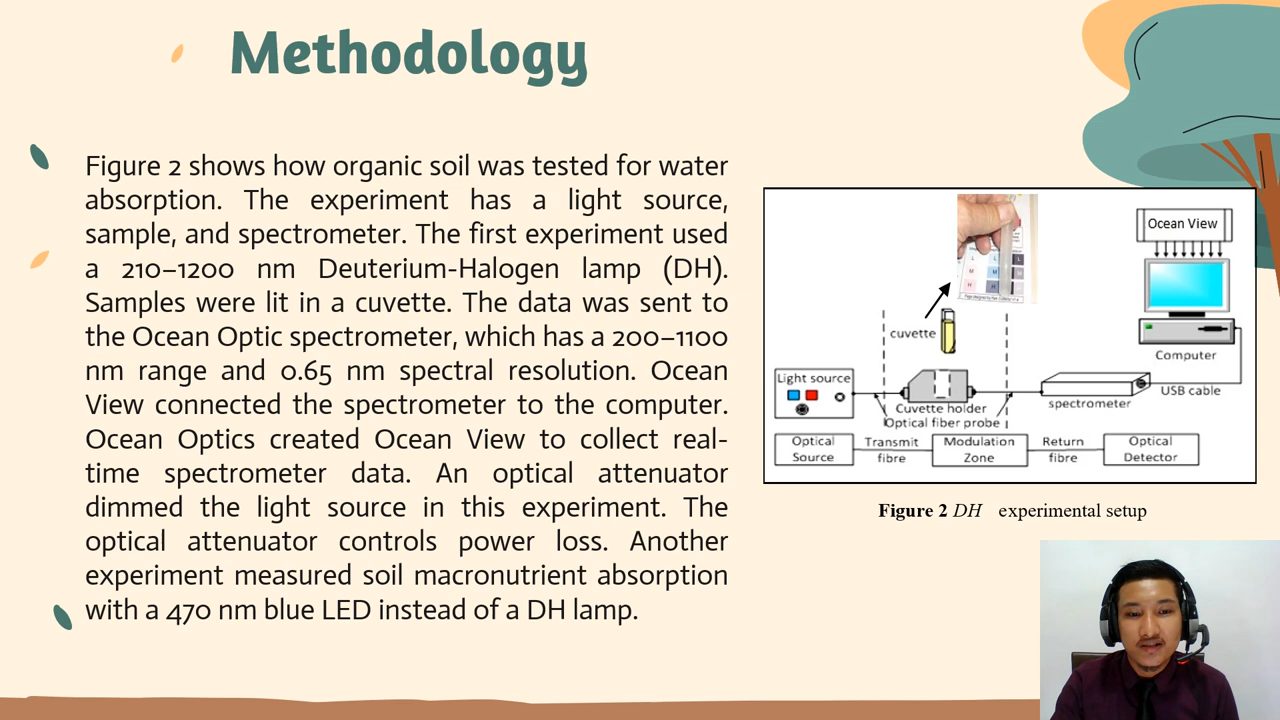 Methodology
Figure 2 shows how organic soil was tested for water
absorption. The experiment has a light source,
sample, and spectrometer. The first experiment used
a 210–1200 nm Deuterium-Halogen lamp (DH).
Samples were lit in a cuvette. The data was sent to
the Ocean Optic spectrometer, which has a 200–1100
nm range and 0.65 nm spectral resolution. Ocean
View connected the spectrometer to the computer.
Ocean Optics created Ocean View to collect real-
time spectrometer data. An optical attenuator
dimmed the light source in this experiment. The
optical attenuator controls power loss. Another
experiment measured soil macronutrient absorption
with a 470 nm blue LED instead of a DH lamp.
Ocean View
cuvette
Computer
Light source
USB cable
spectrometer
Cuvette holder
Optical fiber probe
Optical
Source
Transmit
fibre
Modulation
Zone
Return
fibre
Optical
Detector
Figure 2 DH experimental setup